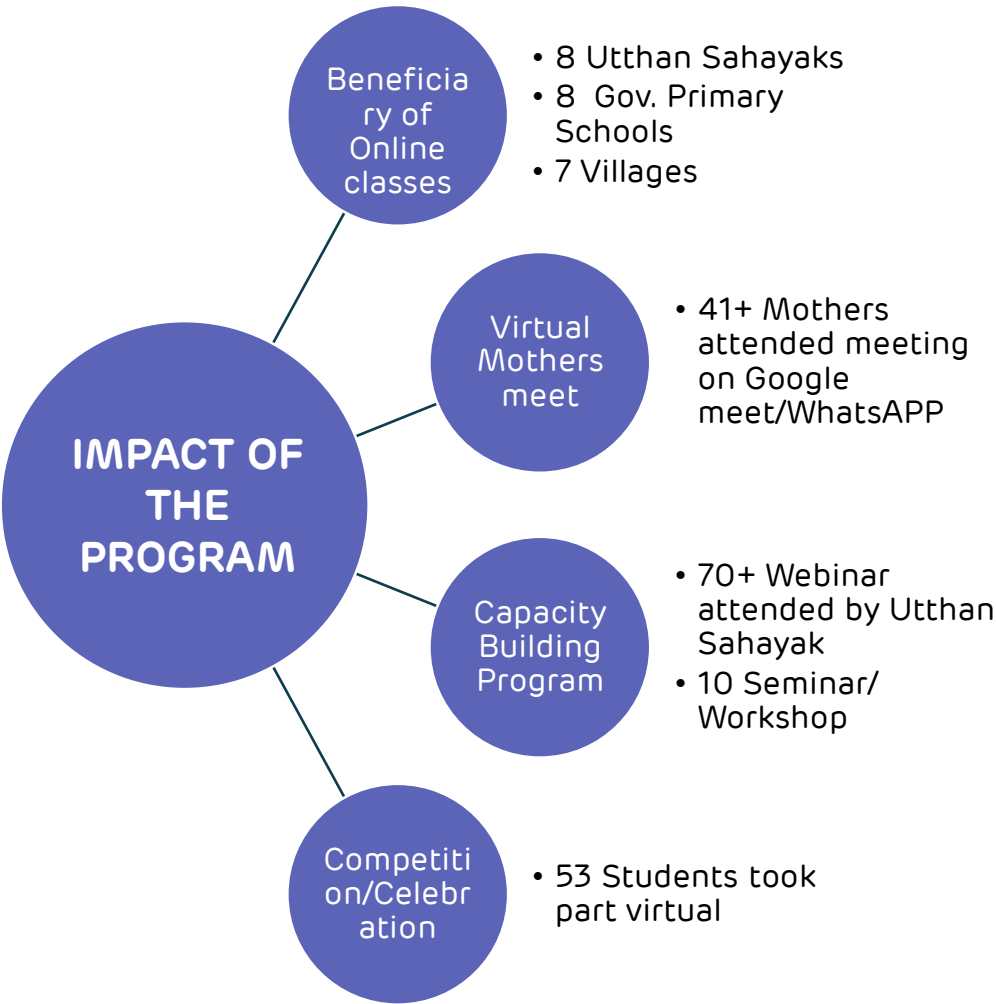 Beneficia
ry of
Online
classes
• 8 Utthan Sahayaks
• 8  Gov. Primary
Schools
• 7 Villages
Virtual
Mothers
meet
• 41+ Mothers
attended meeting
on Google
meet/WhatsAPP
IMPACT OF
THE
PROGRAM
Capacity
Building
Program
• 70+ Webinar
attended by Utthan
Sahayak
• 10 Seminar/
Workshop
Competiti
on/Celebr
ation
• 53 Students took
part virtual